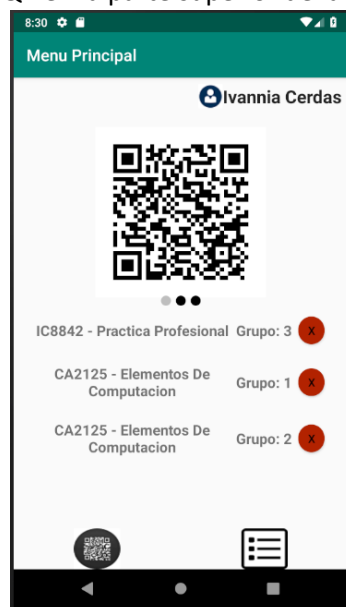 8:30
Menu Principal
Ivannia Cerdas
IC8842 - Practica Profesional Grupo: 3 X
CA2125 - Elementos De
Computacion
Grupo: 1 X
CA2125 - Elementos De
Computacion
Grupo: 2 X